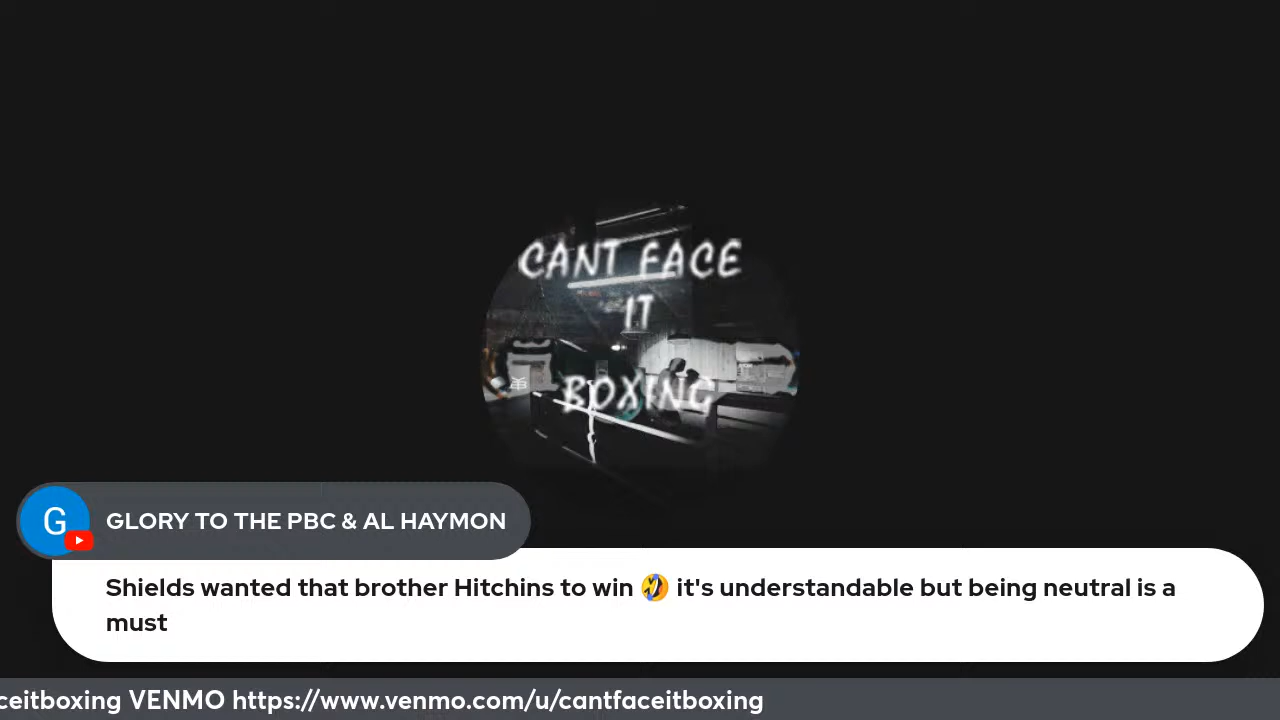 CANT FACE
IT
BOXING
G
GLORY TO THE PBC & AL HAYMON
Shields wanted that brother Hitchins to win 🤣 it's understandable but being neutral is a
must
ceitboxing VENMO https://www.venmo.com/u/cantfaceitboxing